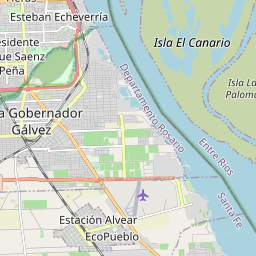 Heras
Esteban Echeverría
Isla El Canario
esidente
ue Saenz
Peña
Departamento Rosario
Isla La
Paloma
a Gobernador
Gálvez
Entre Ríos
Santa Fe
Estación Alvear
EcoPueblo